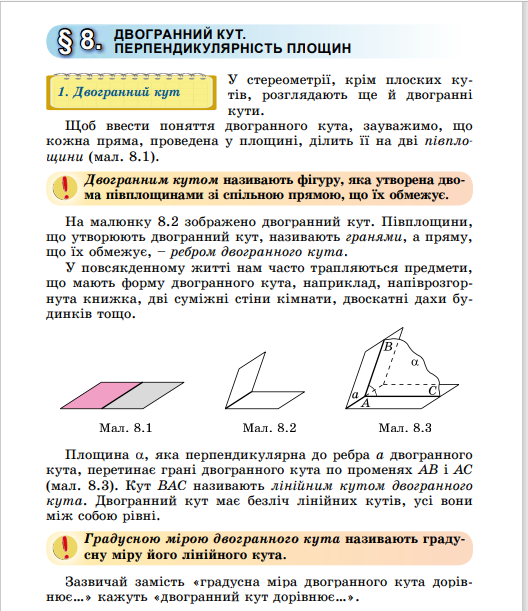 § 8.
ДВОГРАННИЙ КУТ.
ПЕРПЕНДИКУЛЯРНІСТЬ ПЛОЩИН
1. Двогранний кут
У стереометрії, крім плоских ку-
тів, розглядають ще й двогранні
кути.
Щоб ввести поняття двогранного кута, зауважимо, що
кожна пряма, проведена у площині, ділить її на дві півпло-
щини (мал. 8.1).
! Двогранним кутом називають фігуру, яка утворена дво-
ма півплощинами зі спільною прямою, що їх обмежує.
На малюнку 8.2 зображено двогранний кут. Півплощини,
що утворюють двогранний кут, називають гранями, а пряму,
що їх обмежує, – ребром двогранного кута.
У повсякденному житті нам часто трапляються предмети,
що мають форму двогранного кута, наприклад, напіврозгор-
нута книжка, дві суміжні стіни кімнати, двоскатні дахи бу-
динків тощо.
B
α
a
A
C
Мал. 8.1
Мал. 8.2
Мал. 8.3
Площина α, яка перпендикулярна до ребра a двогранного
кута, перетинає грані двогранного кута по променях AB і AC
(мал. 8.3). Кут BAC називають лінійним кутом двогранного
кута. Двогранний кут має безліч лінійних кутів, усі вони
між собою рівні.
! Градусною мірою двогранного кута називають граду-
сну міру його лінійного кута.
Зазвичай замість «градусна міра двогранного кута дорів-
нює...» кажуть «двогранний кут дорівнює...».